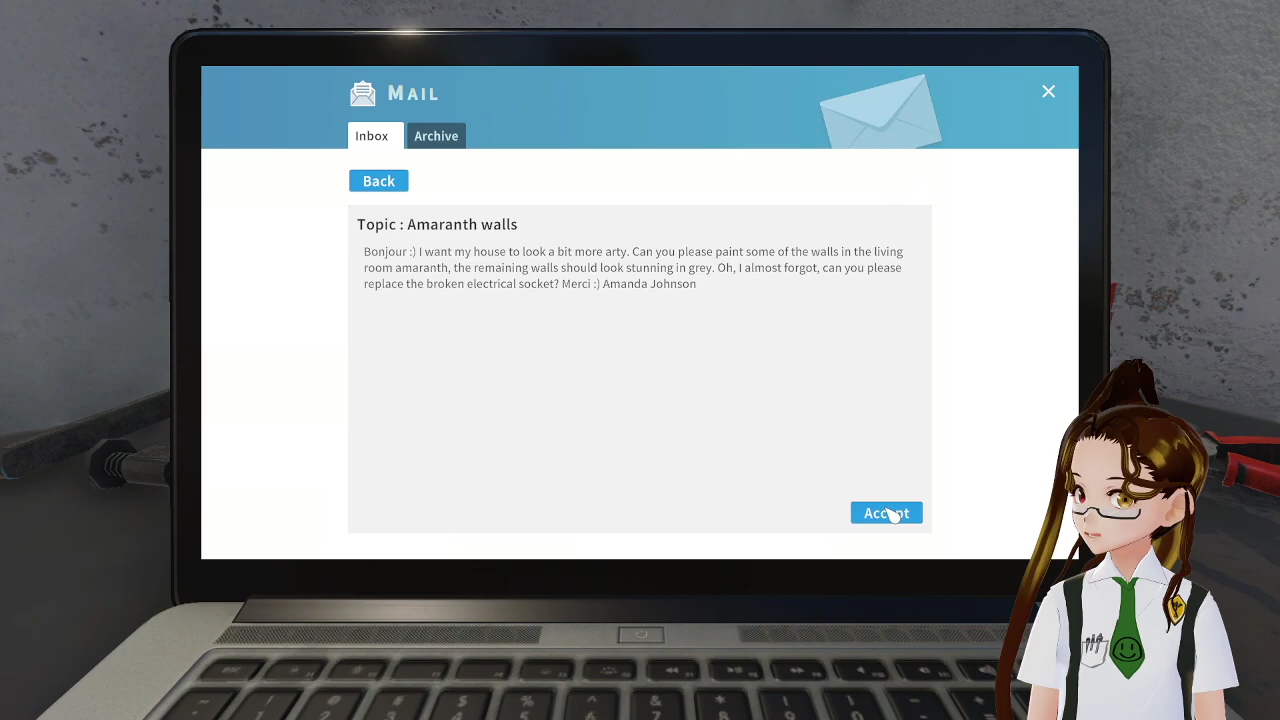 MAIL
Inbox
Archive
Back
Topic : Amaranth walls
Bonjour :) I want my house to look a bit more arty. Can you please paint some of the walls in the living
room amaranth, the remaining walls should look stunning in grey. Oh, I almost forgot, can you please
replace the broken electrical socket? Merci :) Amanda Johnson
Accept